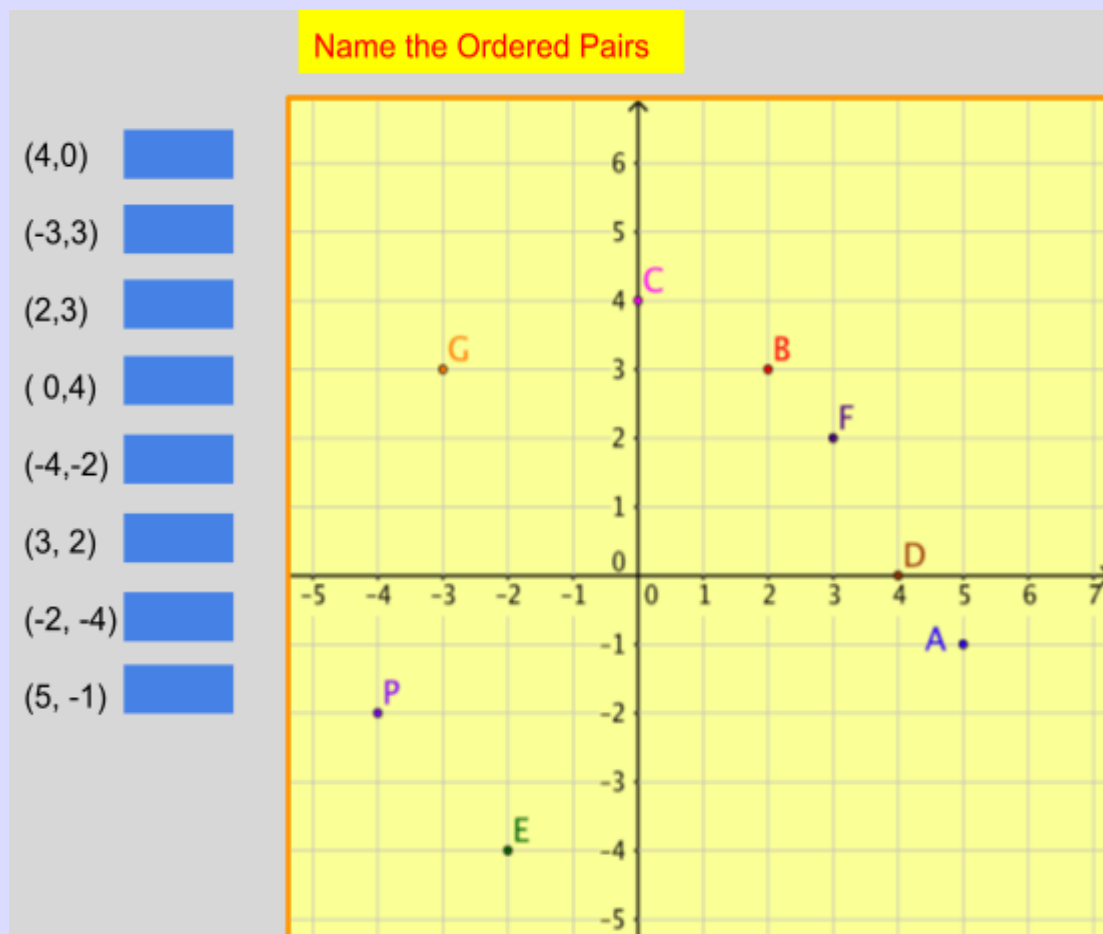 Name the Ordered Pairs
(4,0)
(-3,3)
(2,3)
( 0,4)
(-4,-2)
(3, 2)
(-2, -4)
(5, -1)
6
5
C
4
G
B
3
F
2
1
0
D
-5 -4 -3 -2 -1 0 1 2 3 4 5 6 7
A
-1
P
-2
-3
E
-4
-5